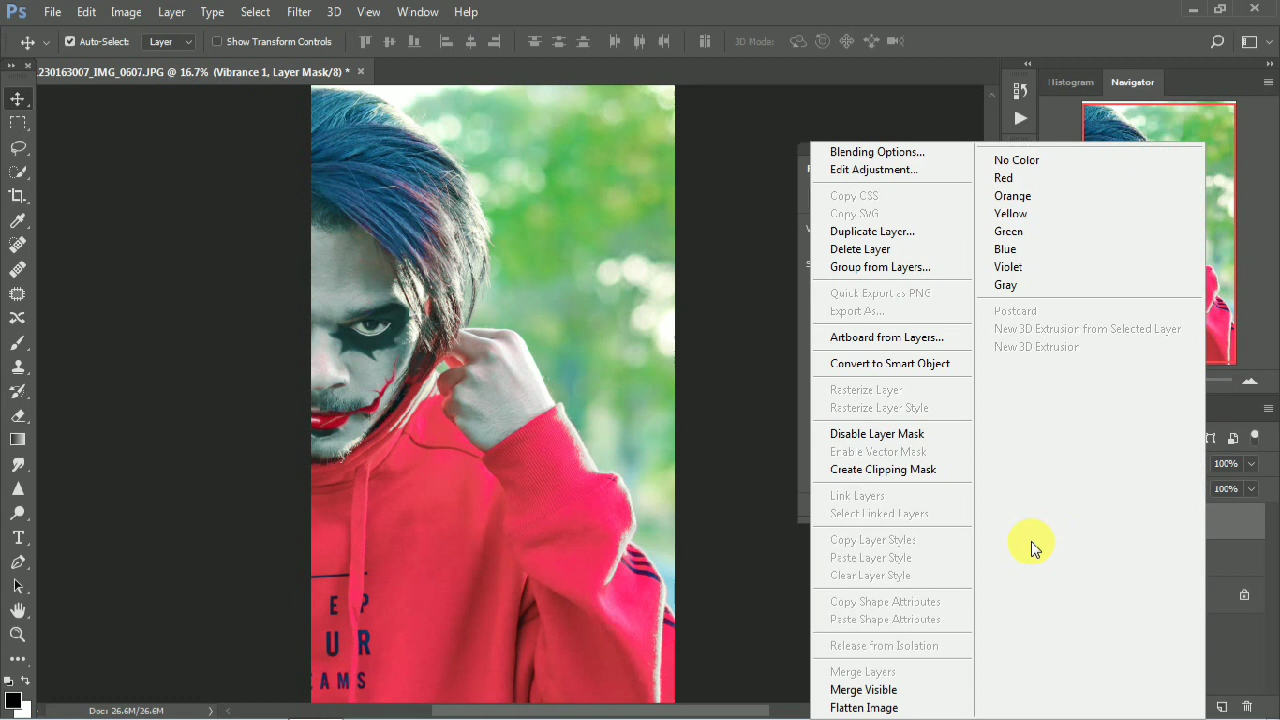 Ps File Edit Image Layer Type Select Filter 3D View Window Help
Auto-Select: Layer Show Transform Controls 3D Mode:
.230163007_IMG_0607.JPG @ 16.7% (Vibrance 1, Layer Mask/8) *
Histogram Navigator
Blending Options...
Edit Adjustment...
Copy CSS
Copy SVG
Duplicate Layer...
Delete Layer
Group from Layers...
Quick Export as PNG
Export As...
Artboard from Layers...
Convert to Smart Object
Rasterize Layer
Rasterize Layer Style
Disable Layer Mask
Enable Vector Mask
Create Clipping Mask
Link Layers
Select Linked Layers
Copy Layer Styles
Paste Layer Style
Clear Layer Style
Copy Shape Attributes
Paste Shape Attributes
Release from Isolation
Merge Layers
Merge Visible
Flatten Image
No Color
Red
Orange
Yellow
Green
Blue
Violet
Gray
Postcard
New 3D Extrusion from Selected Layer
New 3D Extrusion
100%
100%
E P
U R
EAMS
Doc: 26.6M/26.6M